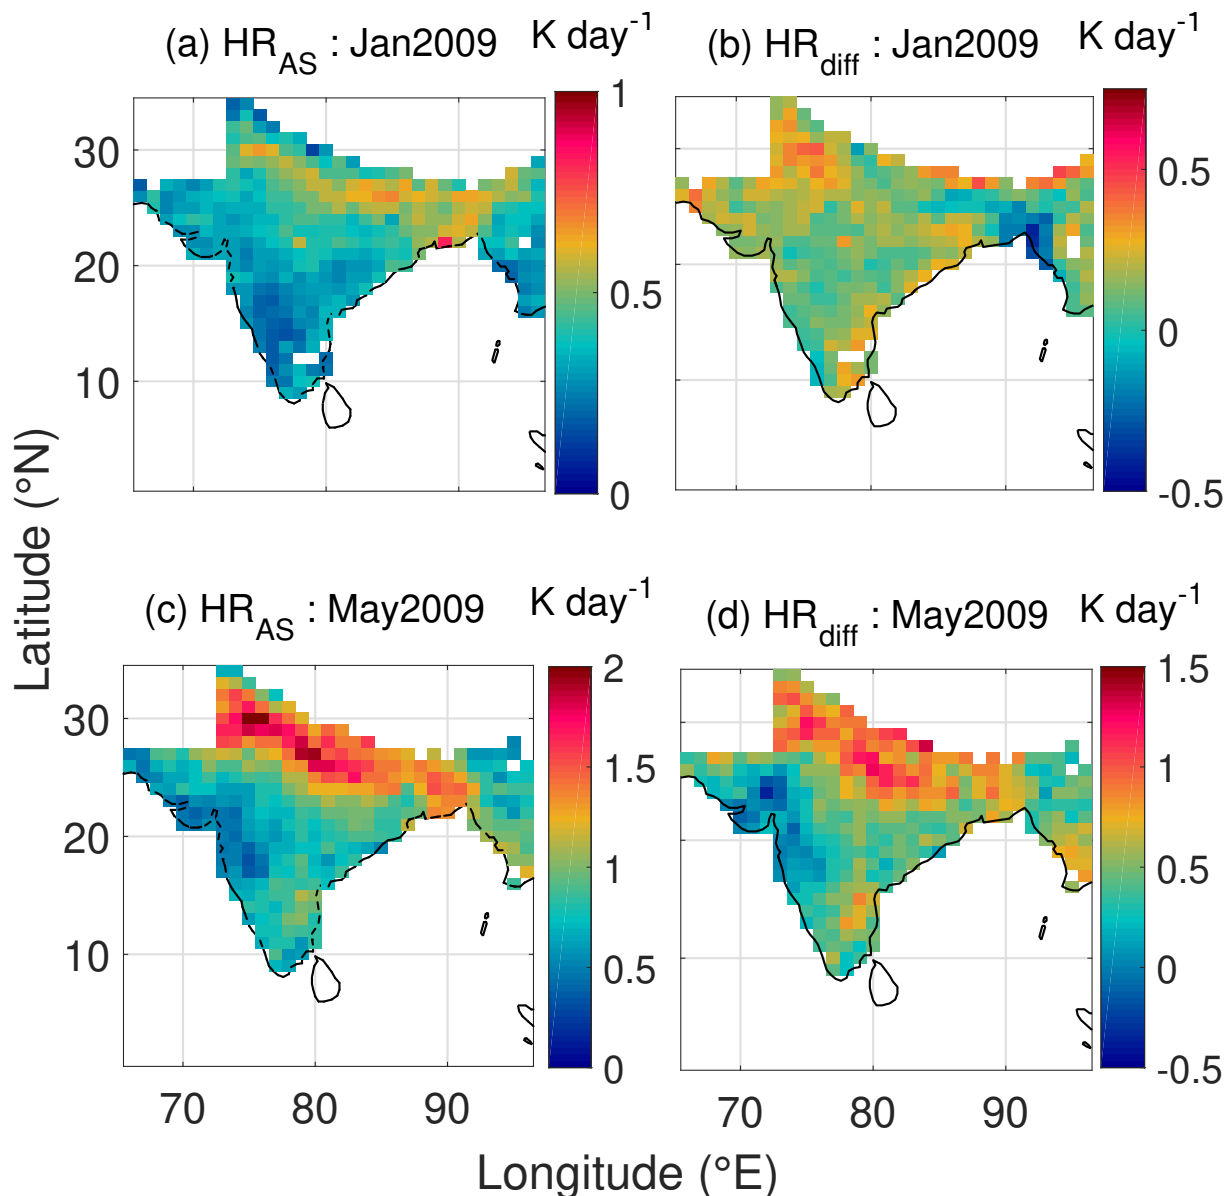 (a) HR_AS : Jan2009 K day^-1
(b) HR_diff : Jan2009 K day^-1
30
20
10
1
0.5
0
0.5
0
-0.5
(c) HR_AS : May2009 K day^-1
(d) HR_diff : May2009 K day^-1
30
20
10
2
1.5
1
0.5
0
1.5
1
0.5
0
-0.5
70 80 90
70 80 90
Latitude (°N)
Longitude (°E)